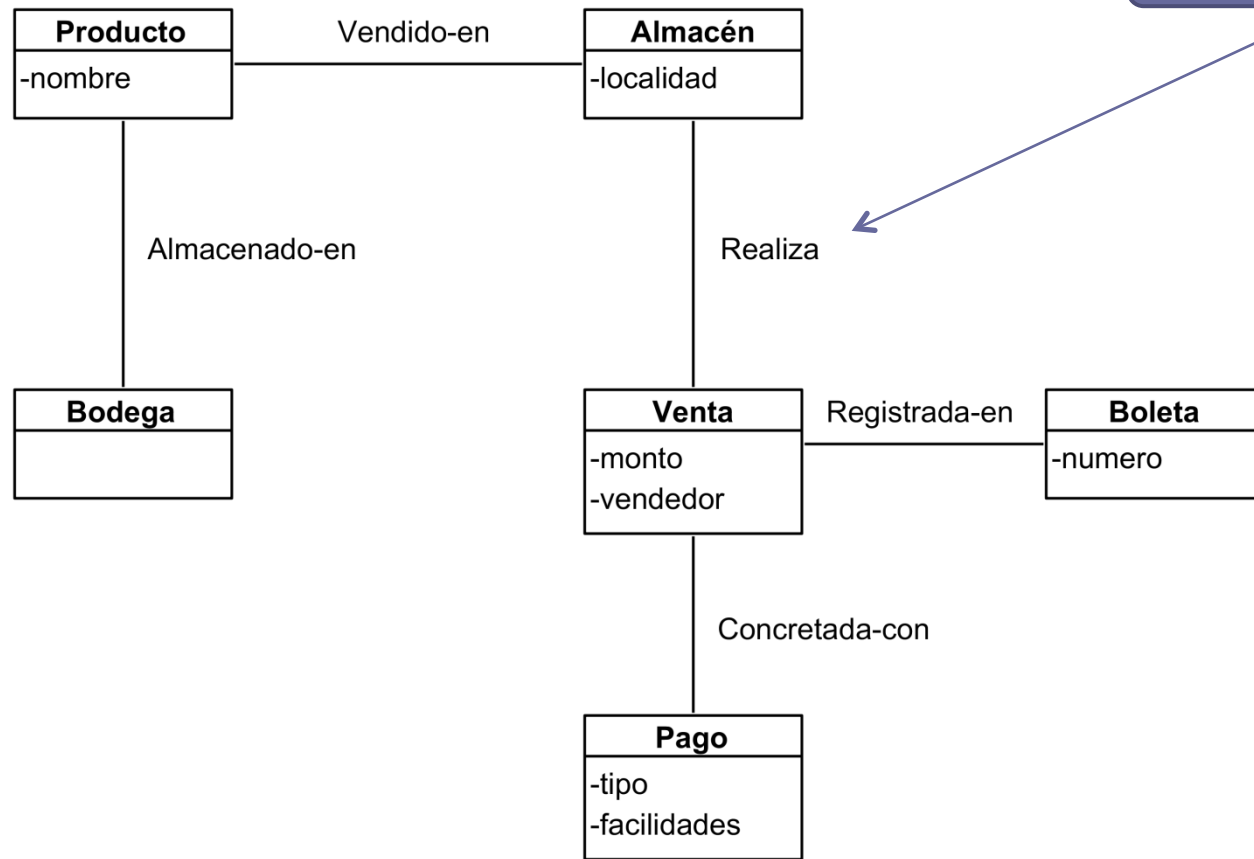 Producto
Vendido-en
Almacén
-nombre
-localidad
Almacenado-en
Realiza
Bodega
Venta
Registrada-en
Boleta
-monto
-vendedor
-numero
Concretada-con
Pago
-tipo
-facilidades